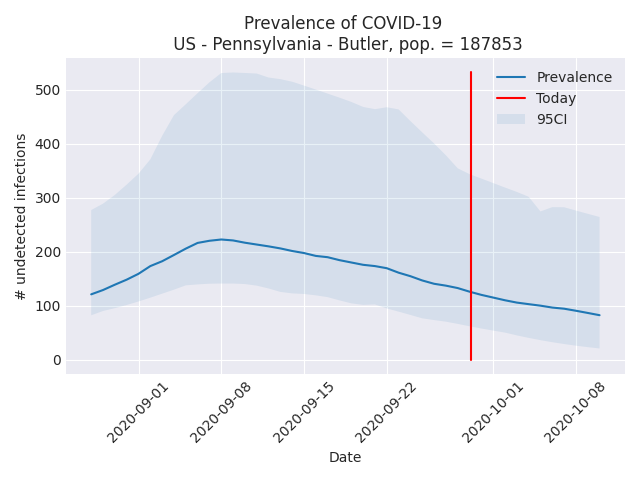 Prevalence of COVID-19
US - Pennsylvania - Butler, pop. = 187853
Prevalence
Today
95CI
# undetected infections
500
400
300
200
100
0
2020-09-01
2020-09-08
2020-09-15
2020-09-22
2020-10-01
2020-10-08
Date